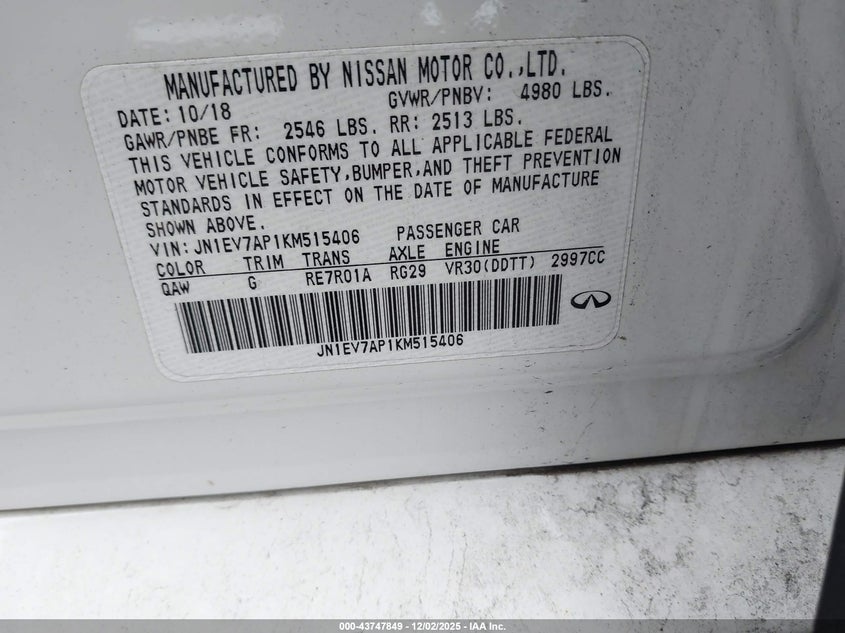 MANUFACTURED BY NISSAN MOTOR CO.,LTD.
DATE: 10/18 GVWR/PNBV: 4980 LBS.
GAWR/PNBE FR: 2546 LBS. RR: 2513 LBS.
THIS VEHICLE CONFORMS TO ALL APPLICABLE FEDERAL
MOTOR VEHICLE SAFETY,BUMPER,AND THEFT PREVENTION
STANDARDS IN EFFECT ON THE DATE OF MANUFACTURE
SHOWN ABOVE.
VIN: JN1EV7AP1KM515406 PASSENGER CAR
COLOR TRIM TRANS AXLE ENGINE
QAW G RE7R01A RG29 VR30(DDTT) 2997CC
JN1EV7AP1KM515406
000-43747849 - 12/02/2025 - IAA Inc.